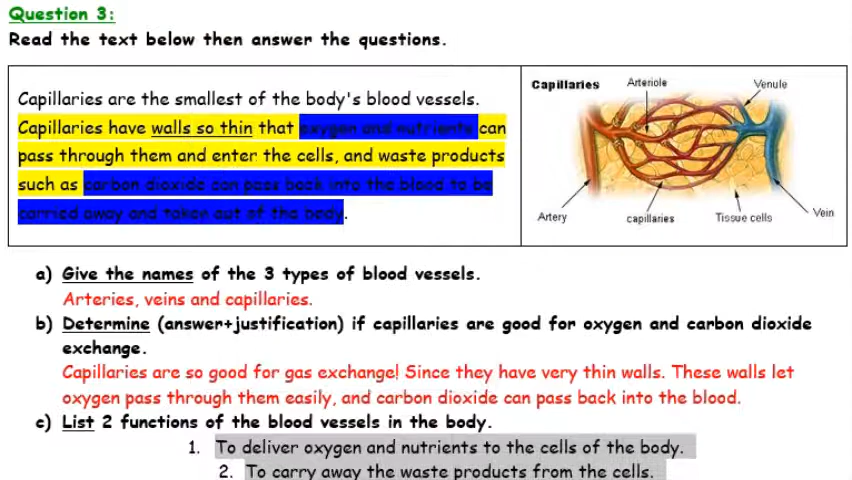 Question 3:
Read the text below then answer the questions.
Capillaries are the smallest of the body's blood vessels.
Capillaries have walls so thin that oxygen and nutrients can
pass through them and enter the cells, and waste products
such as carbon dioxide can pass back into the blood to be
carried away and taken out of the body.
Capillaries
Arteriole
Venule
Artery
capillaries
Tissue cells
Vein
a) Give the names of the 3 types of blood vessels.
Arteries, veins and capillaries.
b) Determine (answer+justification) if capillaries are good for oxygen and carbon dioxide
exchange.
Capillaries are so good for gas exchange! Since they have very thin walls. These walls let
oxygen pass through them easily, and carbon dioxide can pass back into the blood.
c) List 2 functions of the blood vessels in the body.
1. To deliver oxygen and nutrients to the cells of the body.
2. To carry away the waste products from the cells.